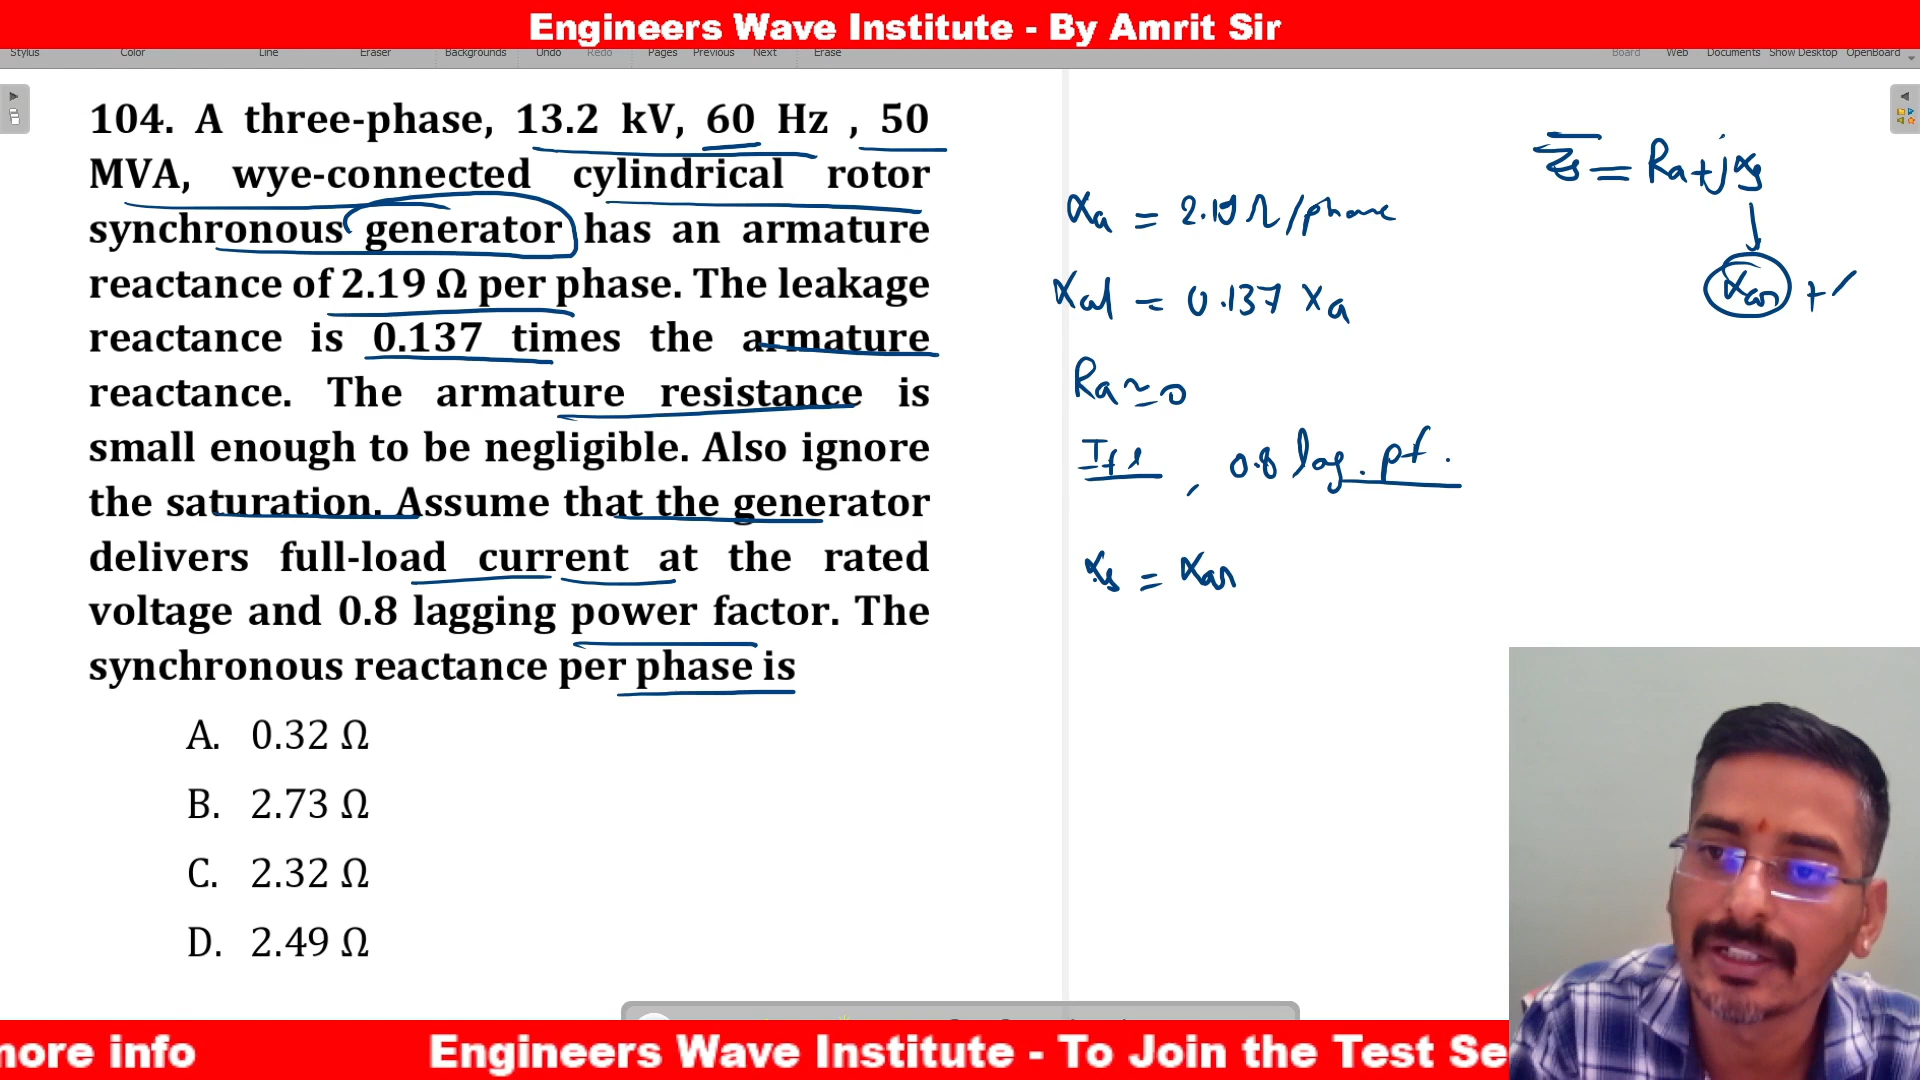 Engineers Wave Institute - By Amrit Sir
Stylus Color Line Eraser Backgrounds Undo Redo Pages Previous Next Erase Board Web Documents Show Desktop OpenBoard
104. A three-phase, 13.2 kV, 60 Hz , 50
MVA, wye-connected cylindrical rotor
synchronous generator has an armature
reactance of 2.19 Ω per phase. The leakage
reactance is 0.137 times the armature
reactance. The armature resistance is
small enough to be negligible. Also ignore
the saturation. Assume that the generator
delivers full-load current at the rated
voltage and 0.8 lagging power factor. The
synchronous reactance per phase is
A. 0.32 Ω
B. 2.73 Ω
C. 2.32 Ω
D. 2.49 Ω
Xa = 2.19 Ω/phase
Xal = 0.137 Xa
Ra ≃ 0
Ifl , 0.8 lag. pf.
Xs = Xar
Zs = Ra + jXs
Xar +
more info Engineers Wave Institute - To Join the Test Se